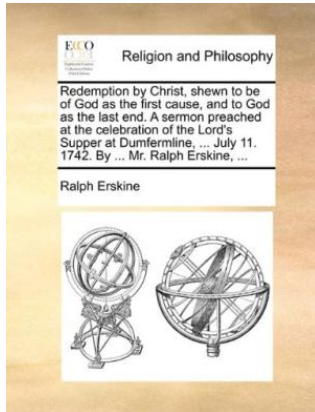 ECCO
Religion and Philosophy
Redemption by Christ, shewn to be
of God as the first cause, and to God
as the last end. A sermon preached
at the celebration of the Lord's
Supper at Dumfermline, ... July 11.
1742. By ... Mr. Ralph Erskine, ...
Ralph Erskine